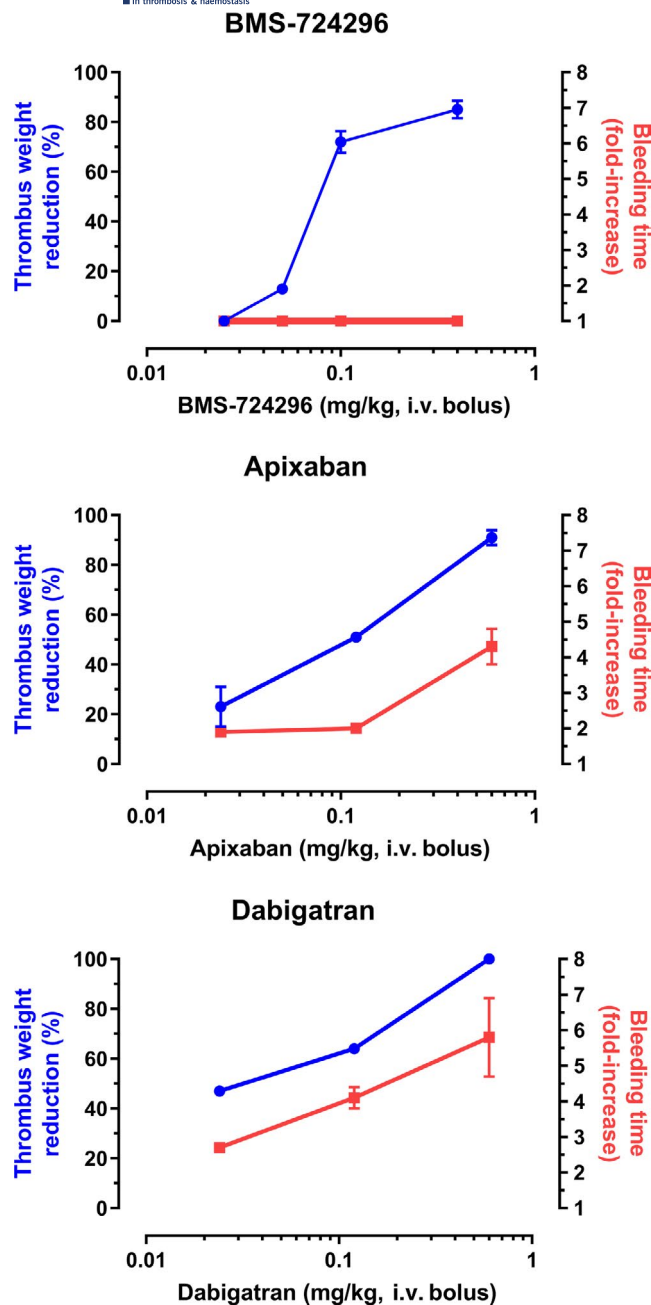 in thrombosis & haemostasis
BMS-724296
100
80
60
40
20
0
Thrombus weight
reduction (%)
8
7
6
5
4
3
2
1
Bleeding time
(fold-increase)
0.01 0.1 1
BMS-724296 (mg/kg, i.v. bolus)
Apixaban
100
80
60
40
20
0
Thrombus weight
reduction (%)
8
7
6
5
4
3
2
1
Bleeding time
(fold-increase)
0.01 0.1 1
Apixaban (mg/kg, i.v. bolus)
Dabigatran
100
80
60
40
20
0
Thrombus weight
reduction (%)
8
7
6
5
4
3
2
1
Bleeding time
(fold-increase)
0.01 0.1 1
Dabigatran (mg/kg, i.v. bolus)